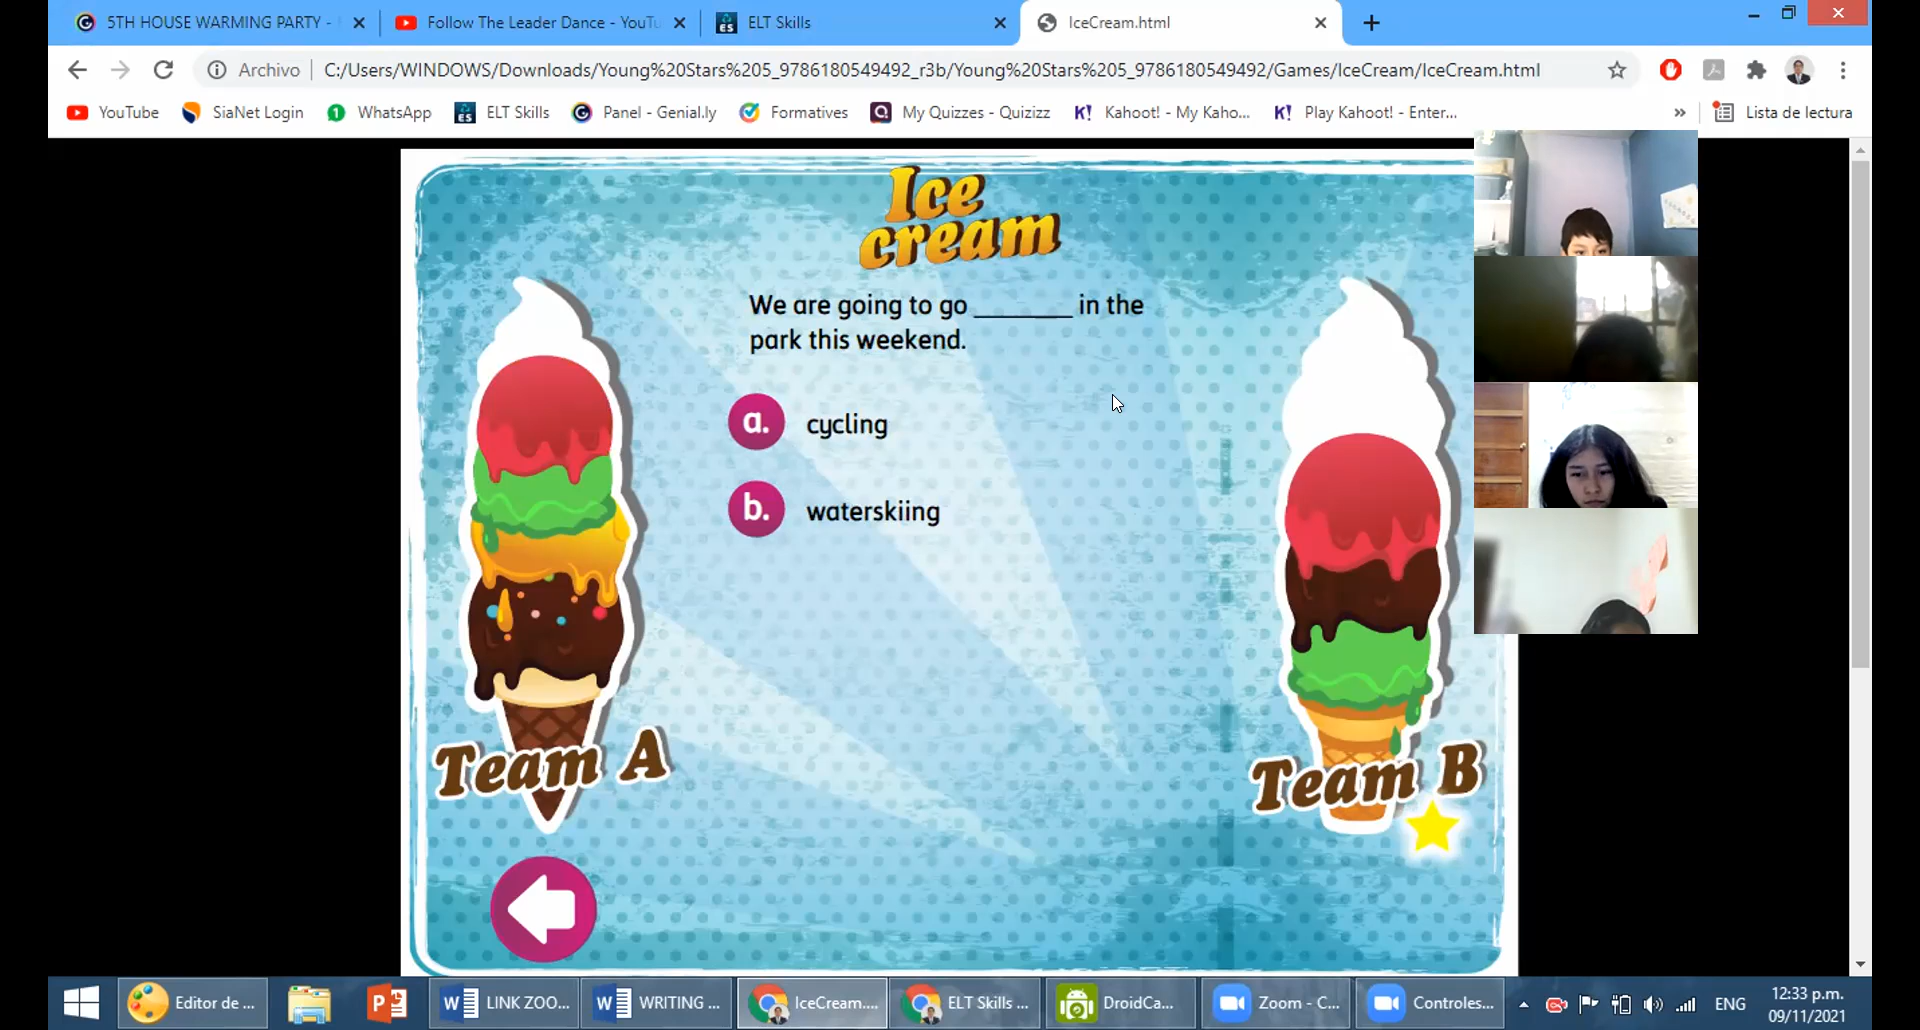 5TH HOUSE WARMING PARTY -
Follow The Leader Dance - YouTu
ELT Skills
IceCream.html
Archivo
C:/Users/WINDOWS/Downloads/Young%20Stars%205_9786180549492_r3b/Young%20Stars%205_9786180549492/Games/IceCream/IceCream.html
YouTube
SiaNet Login
WhatsApp
ELT Skills
Panel - Genial.ly
Formatives
My Quizzes - Quizizz
Kahoot! - My Kaho...
Play Kahoot! - Enter...
»
Lista de lectura
Ice
cream
We are going to go _______ in the
park this weekend.
a. cycling
b. waterskiing
Team A
Team B
Editor de ...
LINK ZOO...
WRITING ...
IceCream....
ELT Skills ...
DroidCa...
Zoom - C...
Controles...
ENG
12:33 p.m.
09/11/2021